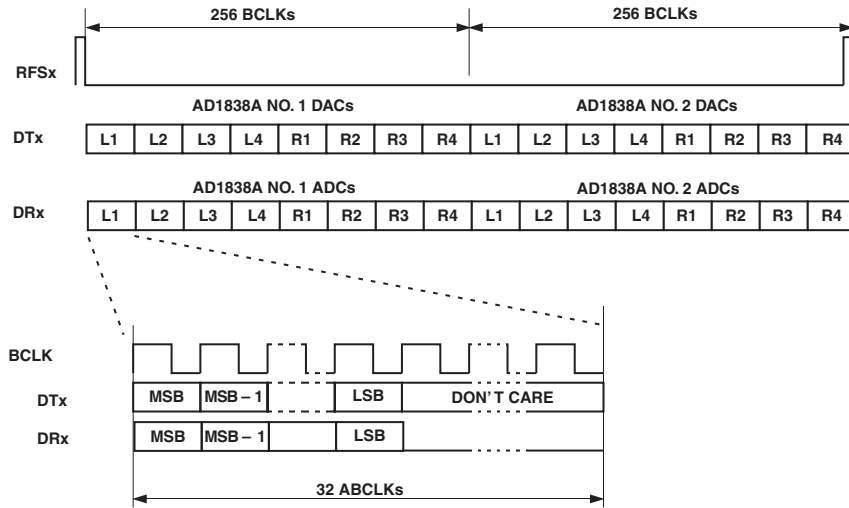 256 BCLKs 256 BCLKs
RFSx
AD1838A NO. 1 DACs AD1838A NO. 2 DACs
DTx L1 L2 L3 L4 R1 R2 R3 R4 L1 L2 L3 L4 R1 R2 R3 R4
AD1838A NO. 1 ADCs AD1838A NO. 2 ADCs
DRx L1 L2 L3 L4 R1 R2 R3 R4 L1 L2 L3 L4 R1 R2 R3 R4
BCLK
DTx MSB MSB – 1 LSB DON'T CARE
DRx MSB MSB – 1 LSB
32 ABCLKs